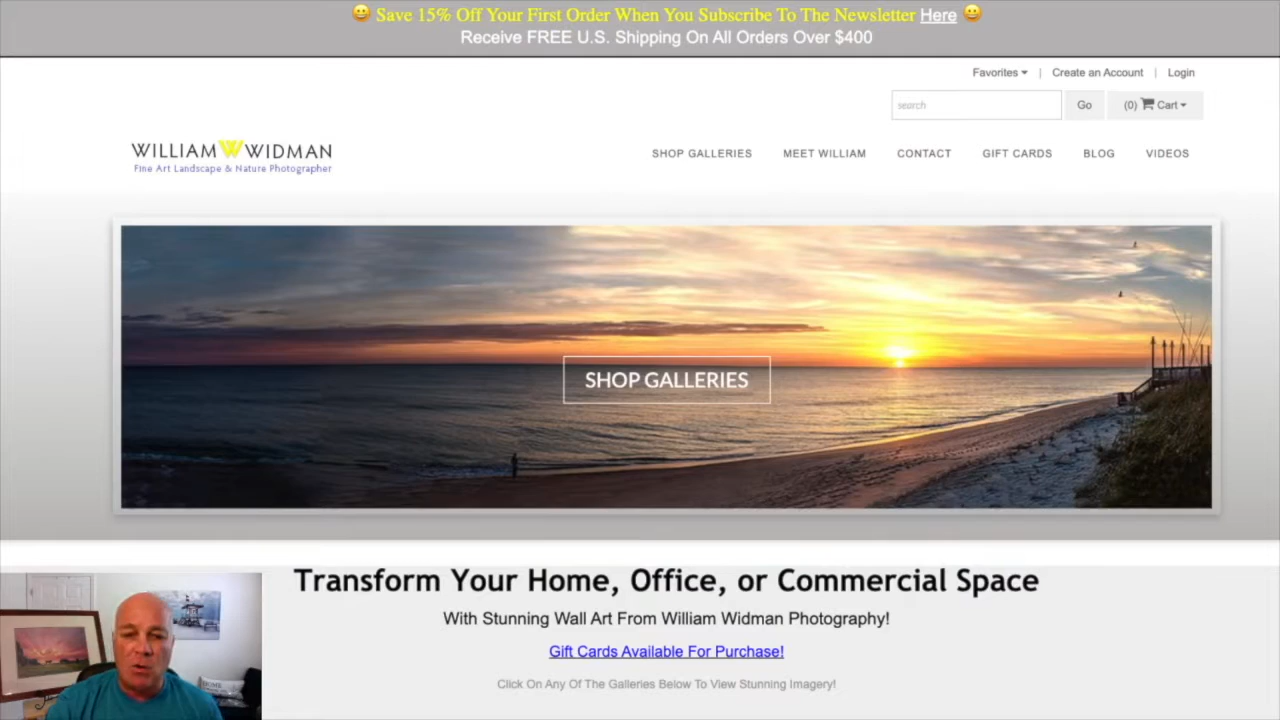 😀 Save 15% Off Your First Order When You Subscribe To The Newsletter Here 😀
Receive FREE U.S. Shipping On All Orders Over $400
Favorites | Create an Account | Login
search Go (0) Cart
WILLIAM W WIDMAN
Fine Art Landscape & Nature Photographer
SHOP GALLERIES MEET WILLIAM CONTACT GIFT CARDS BLOG VIDEOS
SHOP GALLERIES
Transform Your Home, Office, or Commercial Space
With Stunning Wall Art From William Widman Photography!
Gift Cards Available For Purchase!
Click On Any Of The Galleries Below To View Stunning Imagery!